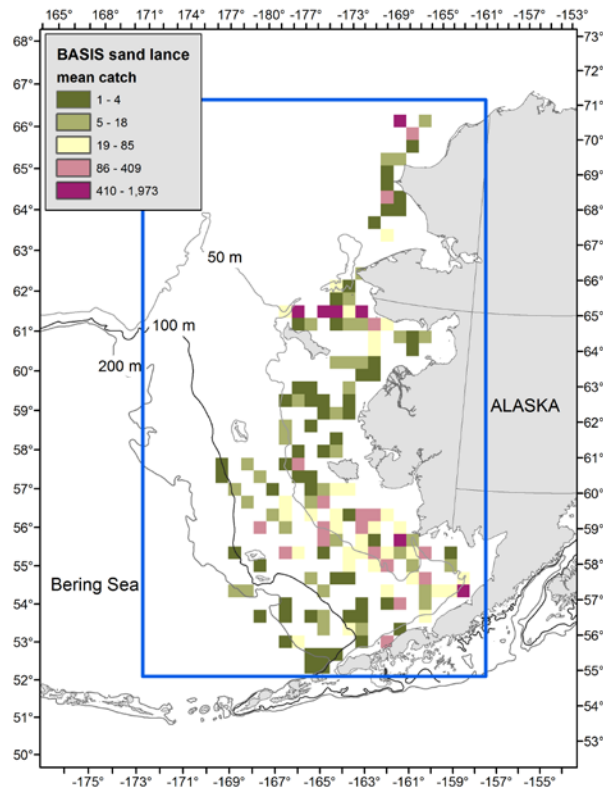 165° 168° 171° 174° 177° -180° -177° -173° -169° -165° -161° -157° -153°
BASIS sand lance
mean catch
1 - 4
5 - 18
19 - 85
86 - 409
410 - 1,973
68°
67°
66°
65°
64°
63°
62°
61°
60°
59°
58°
57°
56°
55°
54°
53°
52°
51°
50°
50 m
100 m
200 m
ALASKA
Bering Sea
73°
72°
71°
70°
69°
68°
67°
66°
65°
64°
63°
62°
61°
60°
59°
58°
57°
56°
55°
54°
53°
-175° -171° -169° -167° -165° -163° -161° -159° -157° -155°